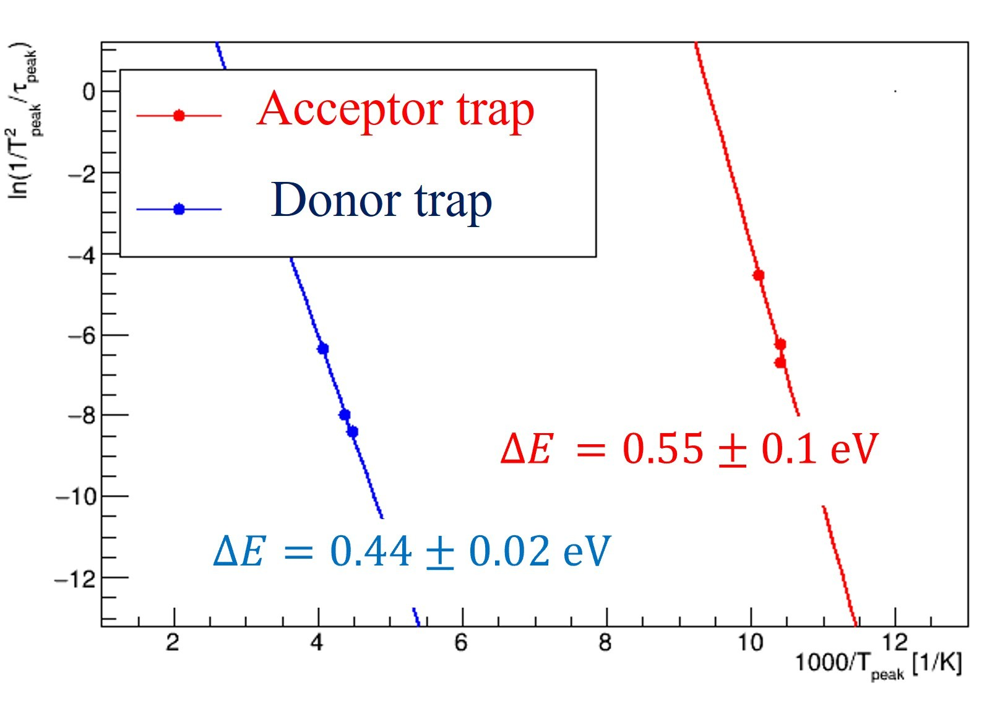 ln(1/T²peak/τpeak)
0
−2
−4
−6
−8
−10
−12
Acceptor trap
Donor trap
ΔE = 0.55 ± 0.1 eV
ΔE = 0.44 ± 0.02 eV
2 4 6 8 10 12
1000/Tpeak [1/K]